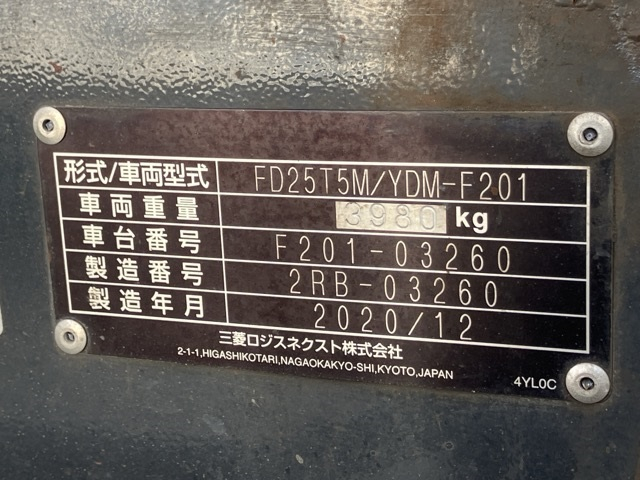 形式/車両型式 FD25T5M/YDM-F201
車両重量 3980 kg
車台番号 F201-03260
製造番号 2RB-03260
製造年月 2020/12
三菱ロジスネクスト株式会社
2-1-1,HIGASHIKOTARI,NAGAOKAKYO-SHI,KYOTO,JAPAN
4YL0C